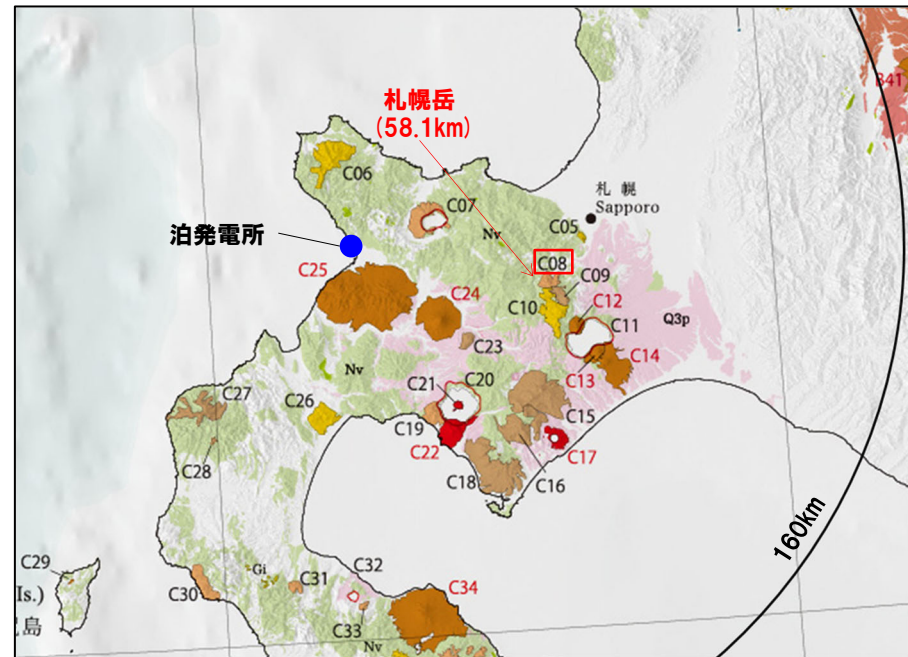 B41
札幌岳
(58.1km)
C06
C07
札 幌
Sapporo
C05
Nv
泊発電所
C08
C25
C09
C24
C12
C10
C11
Q3p
C23
C14
Nv
C13
C21
C20
C27
C26
C15
C19
C22
C17
C28
C18
C16
160km
C29
C32
Gi
C31
C34
Is.)
C30
C33
島
Nv